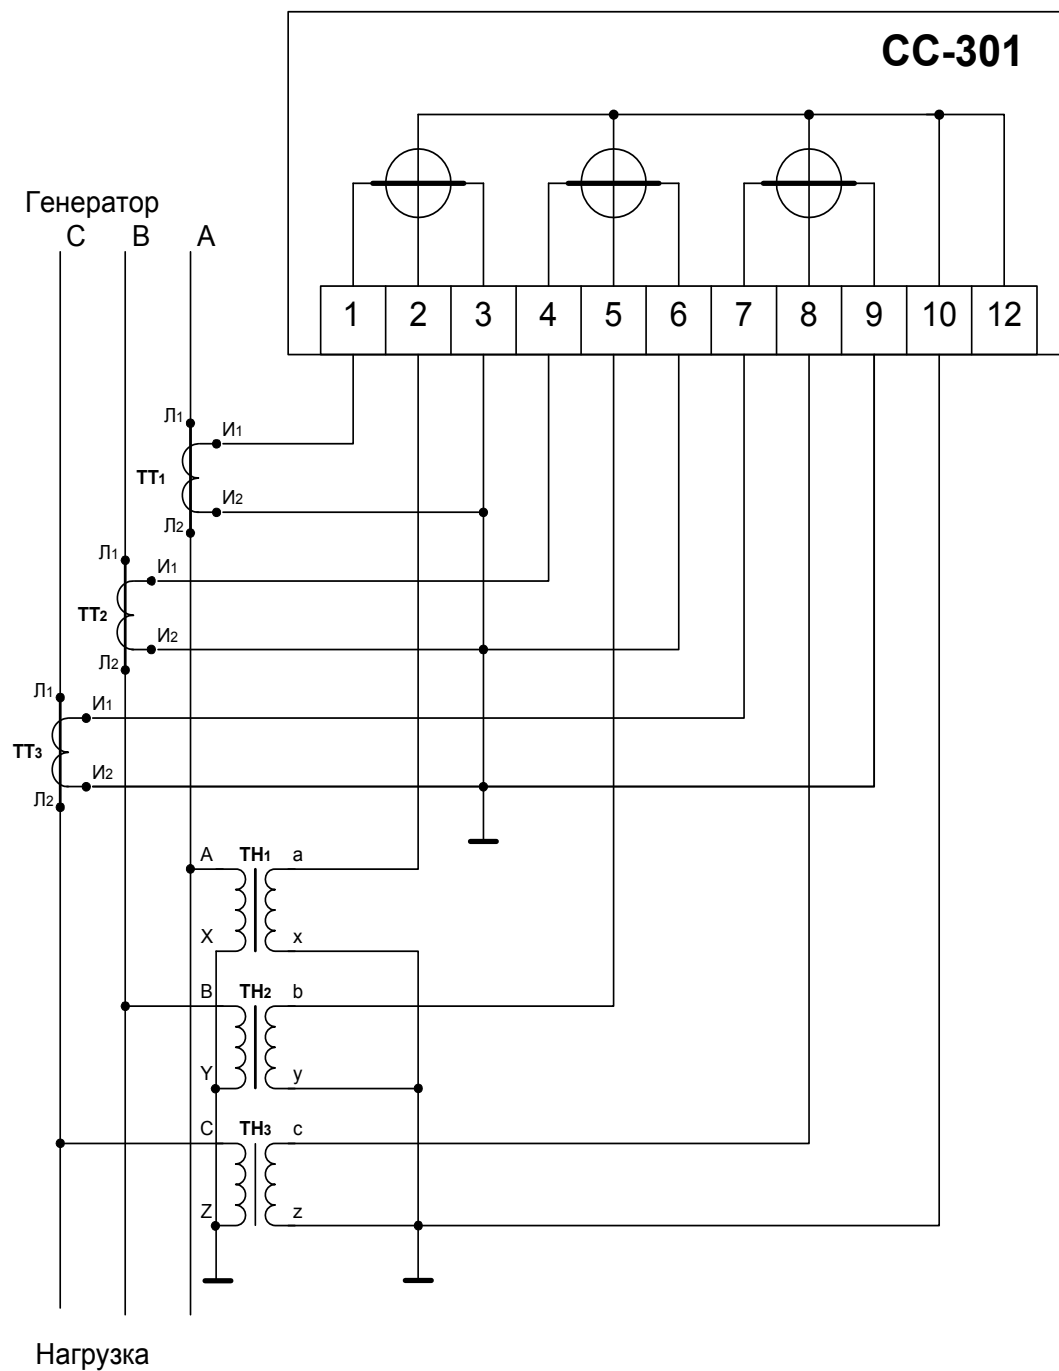 СС-301
Генератор
С В А
1 2 3 4 5 6 7 8 9 10 12
Л1
И1
ТТ1
И2
Л2
Л1
И1
ТТ2
И2
Л2
Л1
И1
ТТ3
И2
Л2
А ТН1 a
X x
В ТН2 b
Y y
С ТН3 c
Z z
Нагрузка